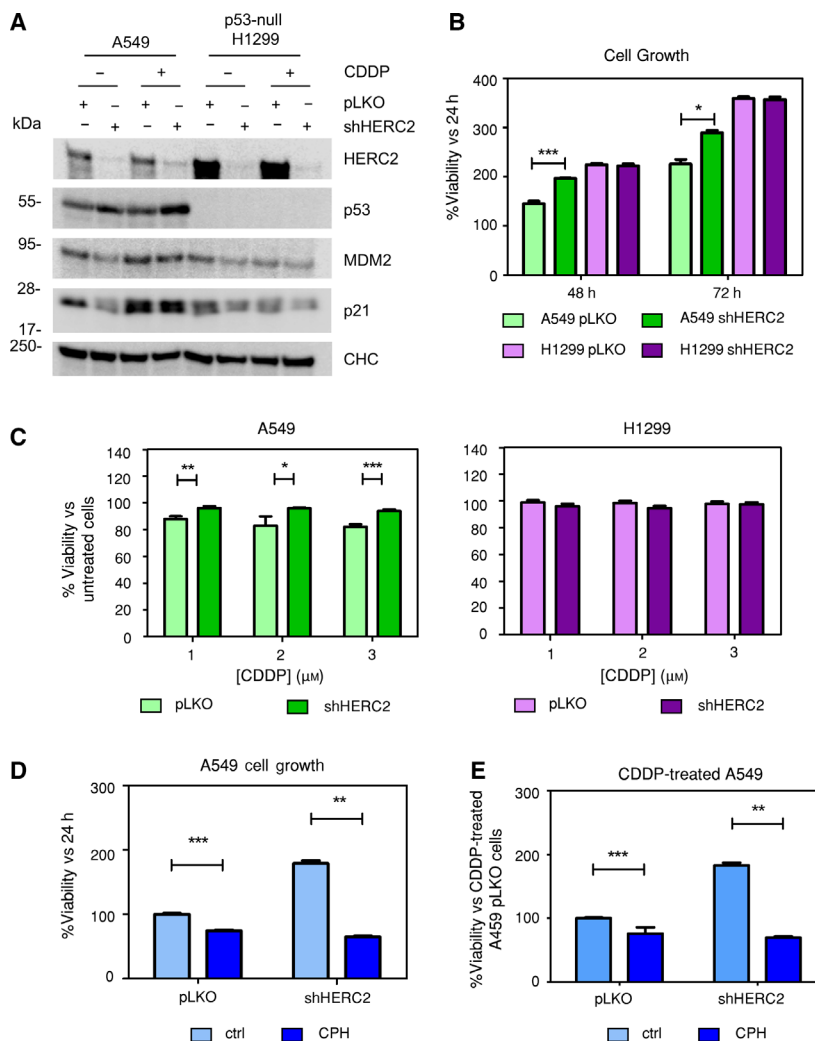 A
p53-null
A549 H1299
– + – + CDDP
+ – + – + – + – pLKO
– + – + – + – + shHERC2
kDa
HERC2
55-
p53
95-
MDM2
28-
p21
17-
250-
CHC
B
Cell Growth
%Viability vs 24 h
400
300
200
100
0
***
*
48 h 72 h
A549 pLKO A549 shHERC2
H1299 pLKO H1299 shHERC2
C
A549
% Viability vs
untreated cells
140
120
100
80
60
40
20
0
** * ***
1 2 3
[CDDP] (μM)
pLKO shHERC2
H1299
140
120
100
80
60
40
20
0
1 2 3
[CDDP] (μM)
pLKO shHERC2
D
A549 cell growth
%Viability vs 24 h
300
200
100
0
*** **
pLKO shHERC2
ctrl CPH
E
CDDP-treated A549
%Viability vs CDDP-treated
A459 pLKO cells
300
200
100
0
*** **
pLKO shHERC2
ctrl CPH